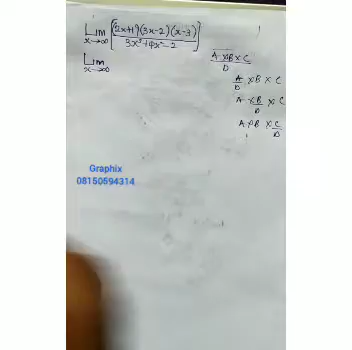 Lim x→∞ [(2x+1)(3x-2)(x-3) / 3x³+4x²-2]
Lim x→∞
A×B×C / D
A/D × B × C
A × B/D × C
A × B × C/D
Graphix
08150594314